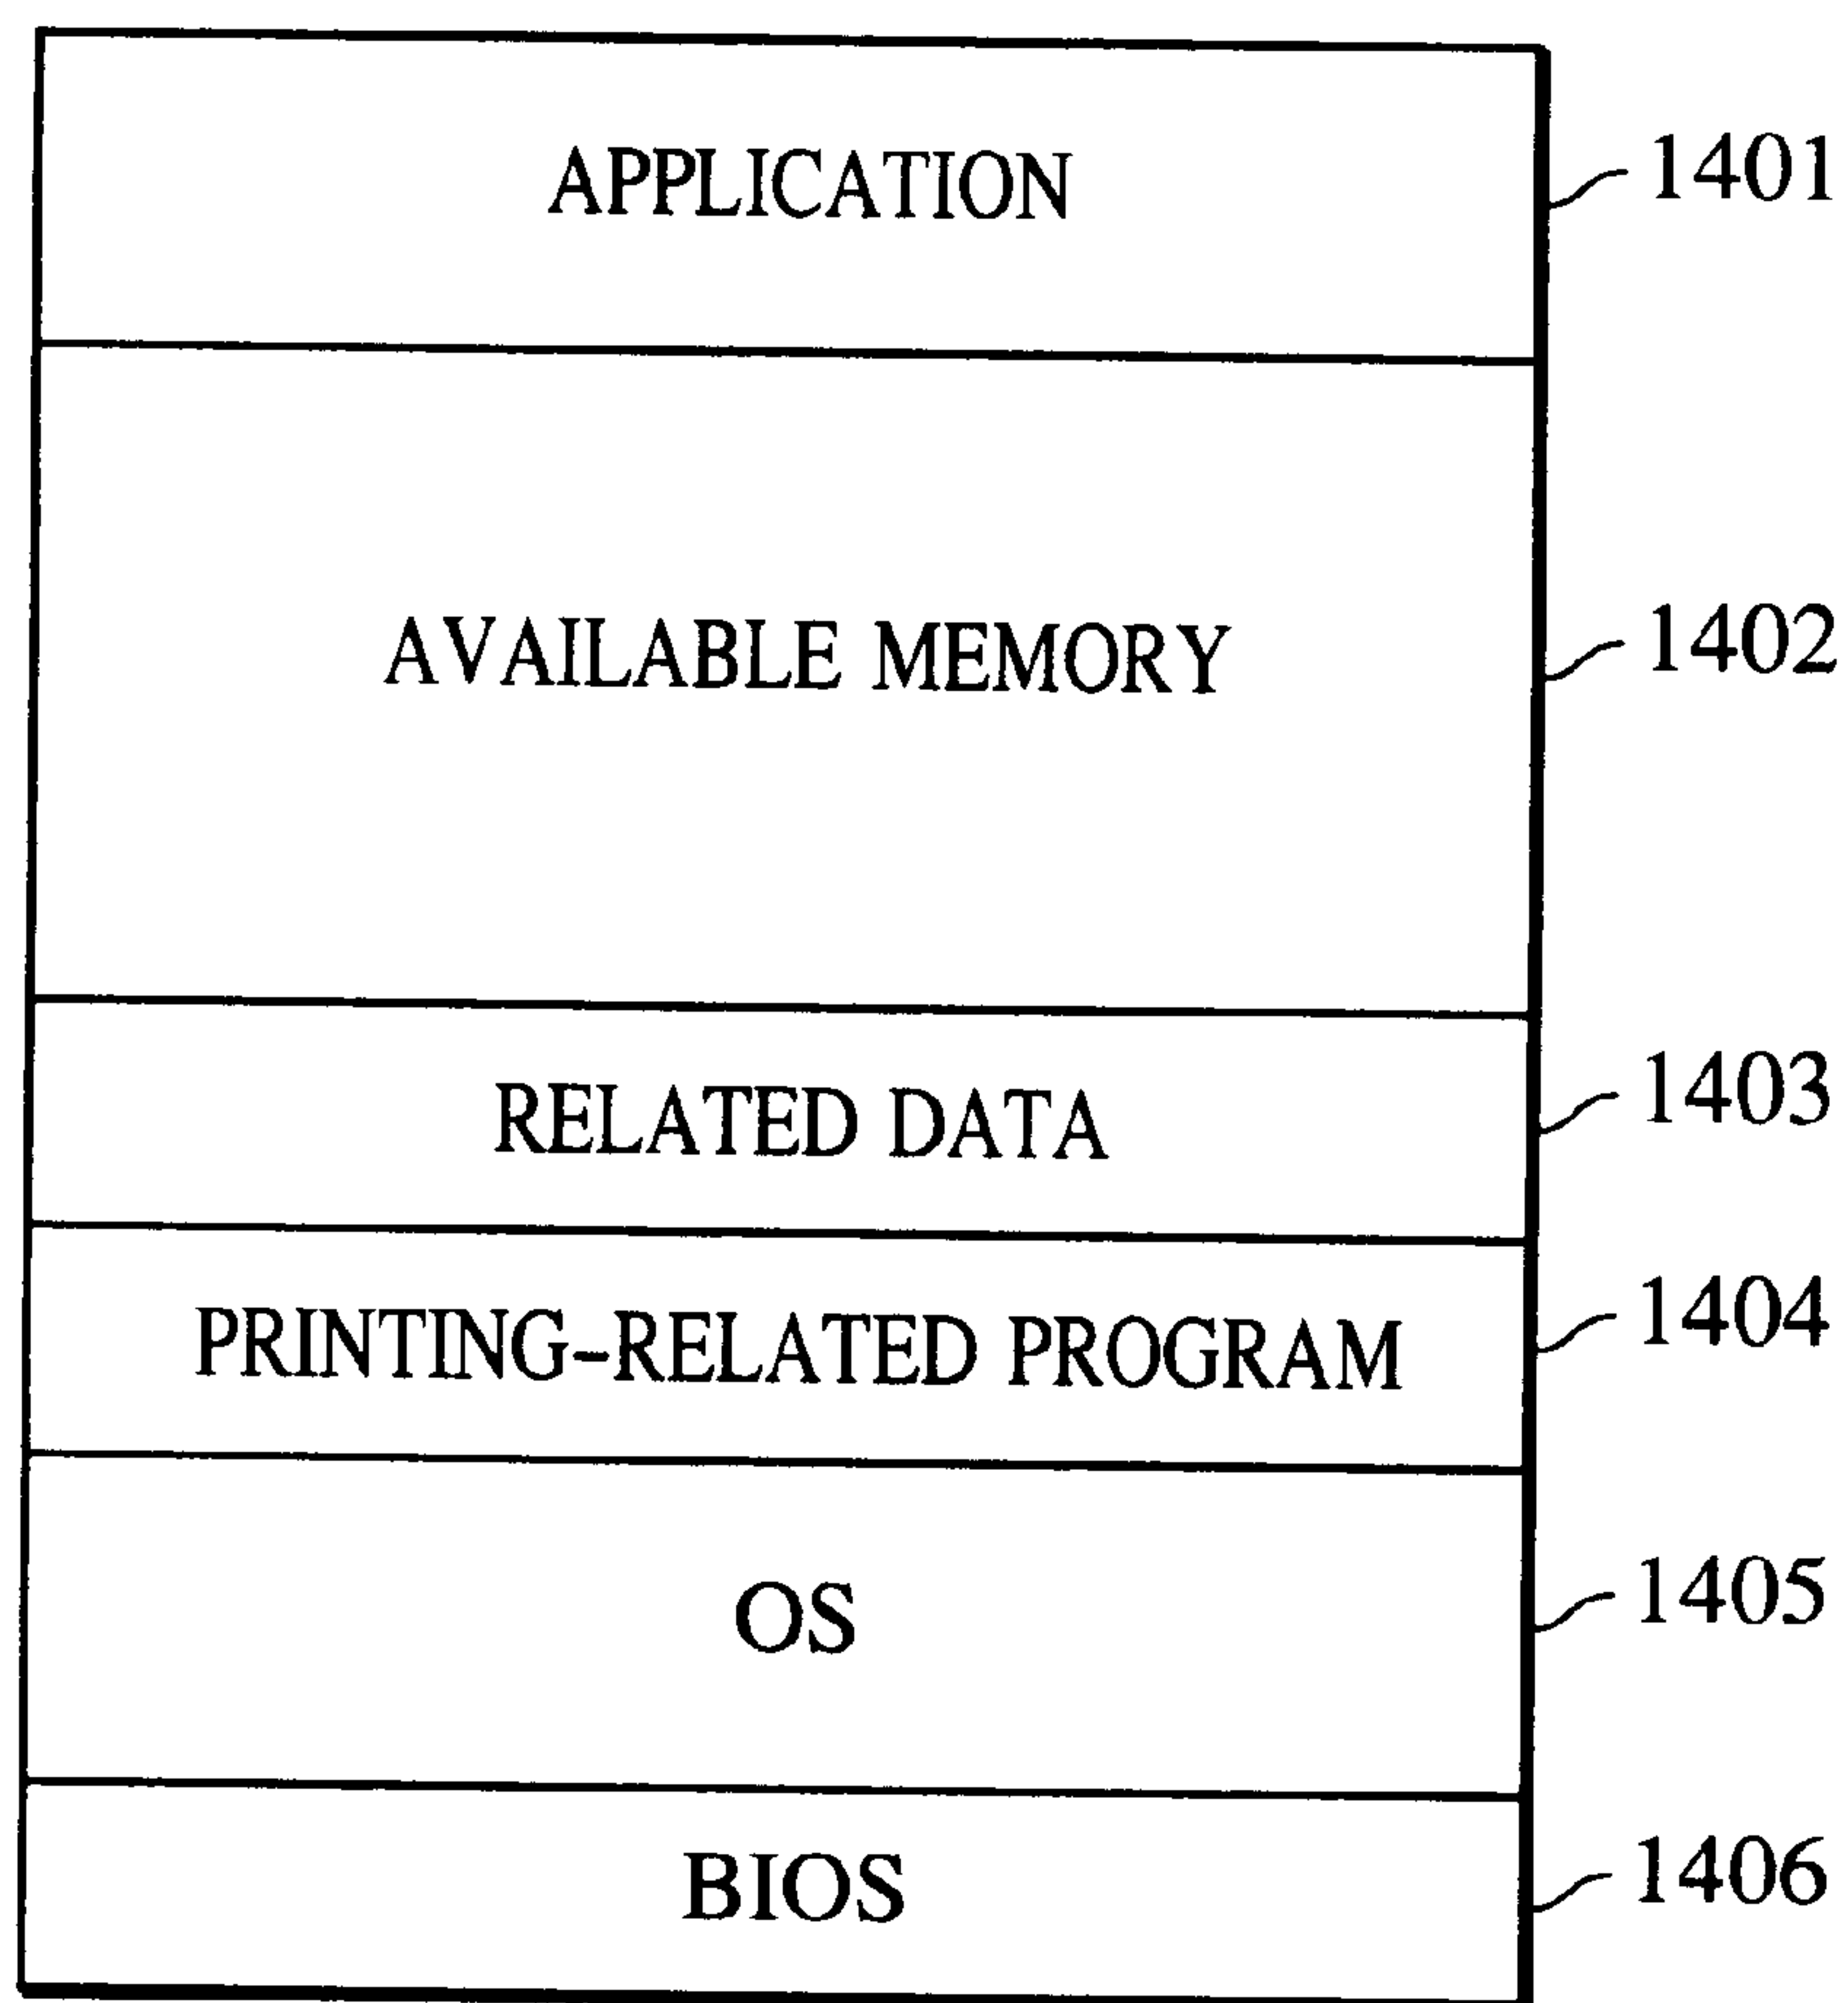 APPLICATION 1401
AVAILABLE MEMORY 1402
RELATED DATA 1403
PRINTING-RELATED PROGRAM 1404
OS 1405
BIOS 1406